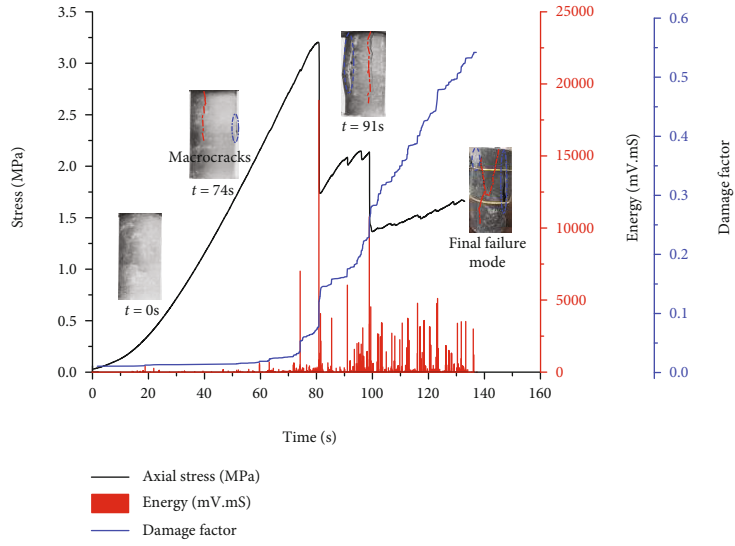 3.5
3.0
2.5
2.0
1.5
1.0
0.5
0.0
Stress (MPa)
0
20
40
60
80
100
120
140
160
Time (s)
25000
20000
15000
10000
5000
0
Energy (mV.mS)
0.6
0.5
0.4
0.3
0.2
0.1
0.0
Damage factor
t = 0s
Macrocracks
t = 74s
t = 91s
Final failure
mode
Axial stress (MPa)
Energy (mV.mS)
Damage factor